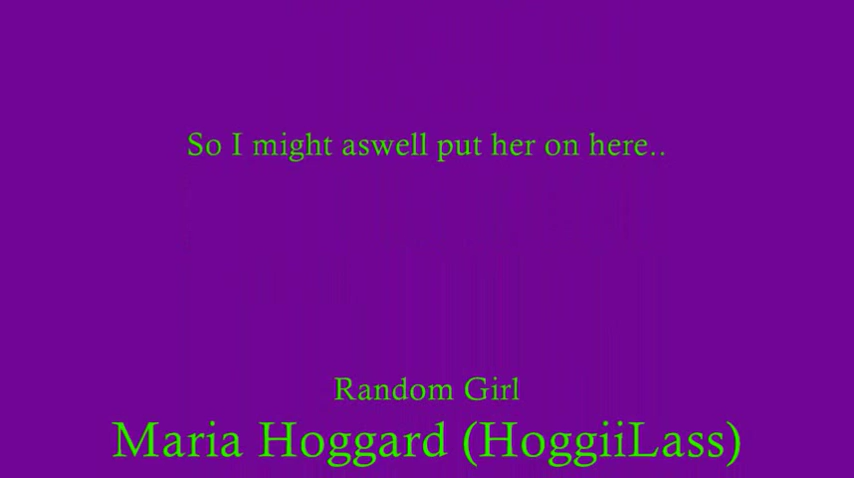 So I might aswell put her on here..
Random Girl
Maria Hoggard (HoggiiLass)